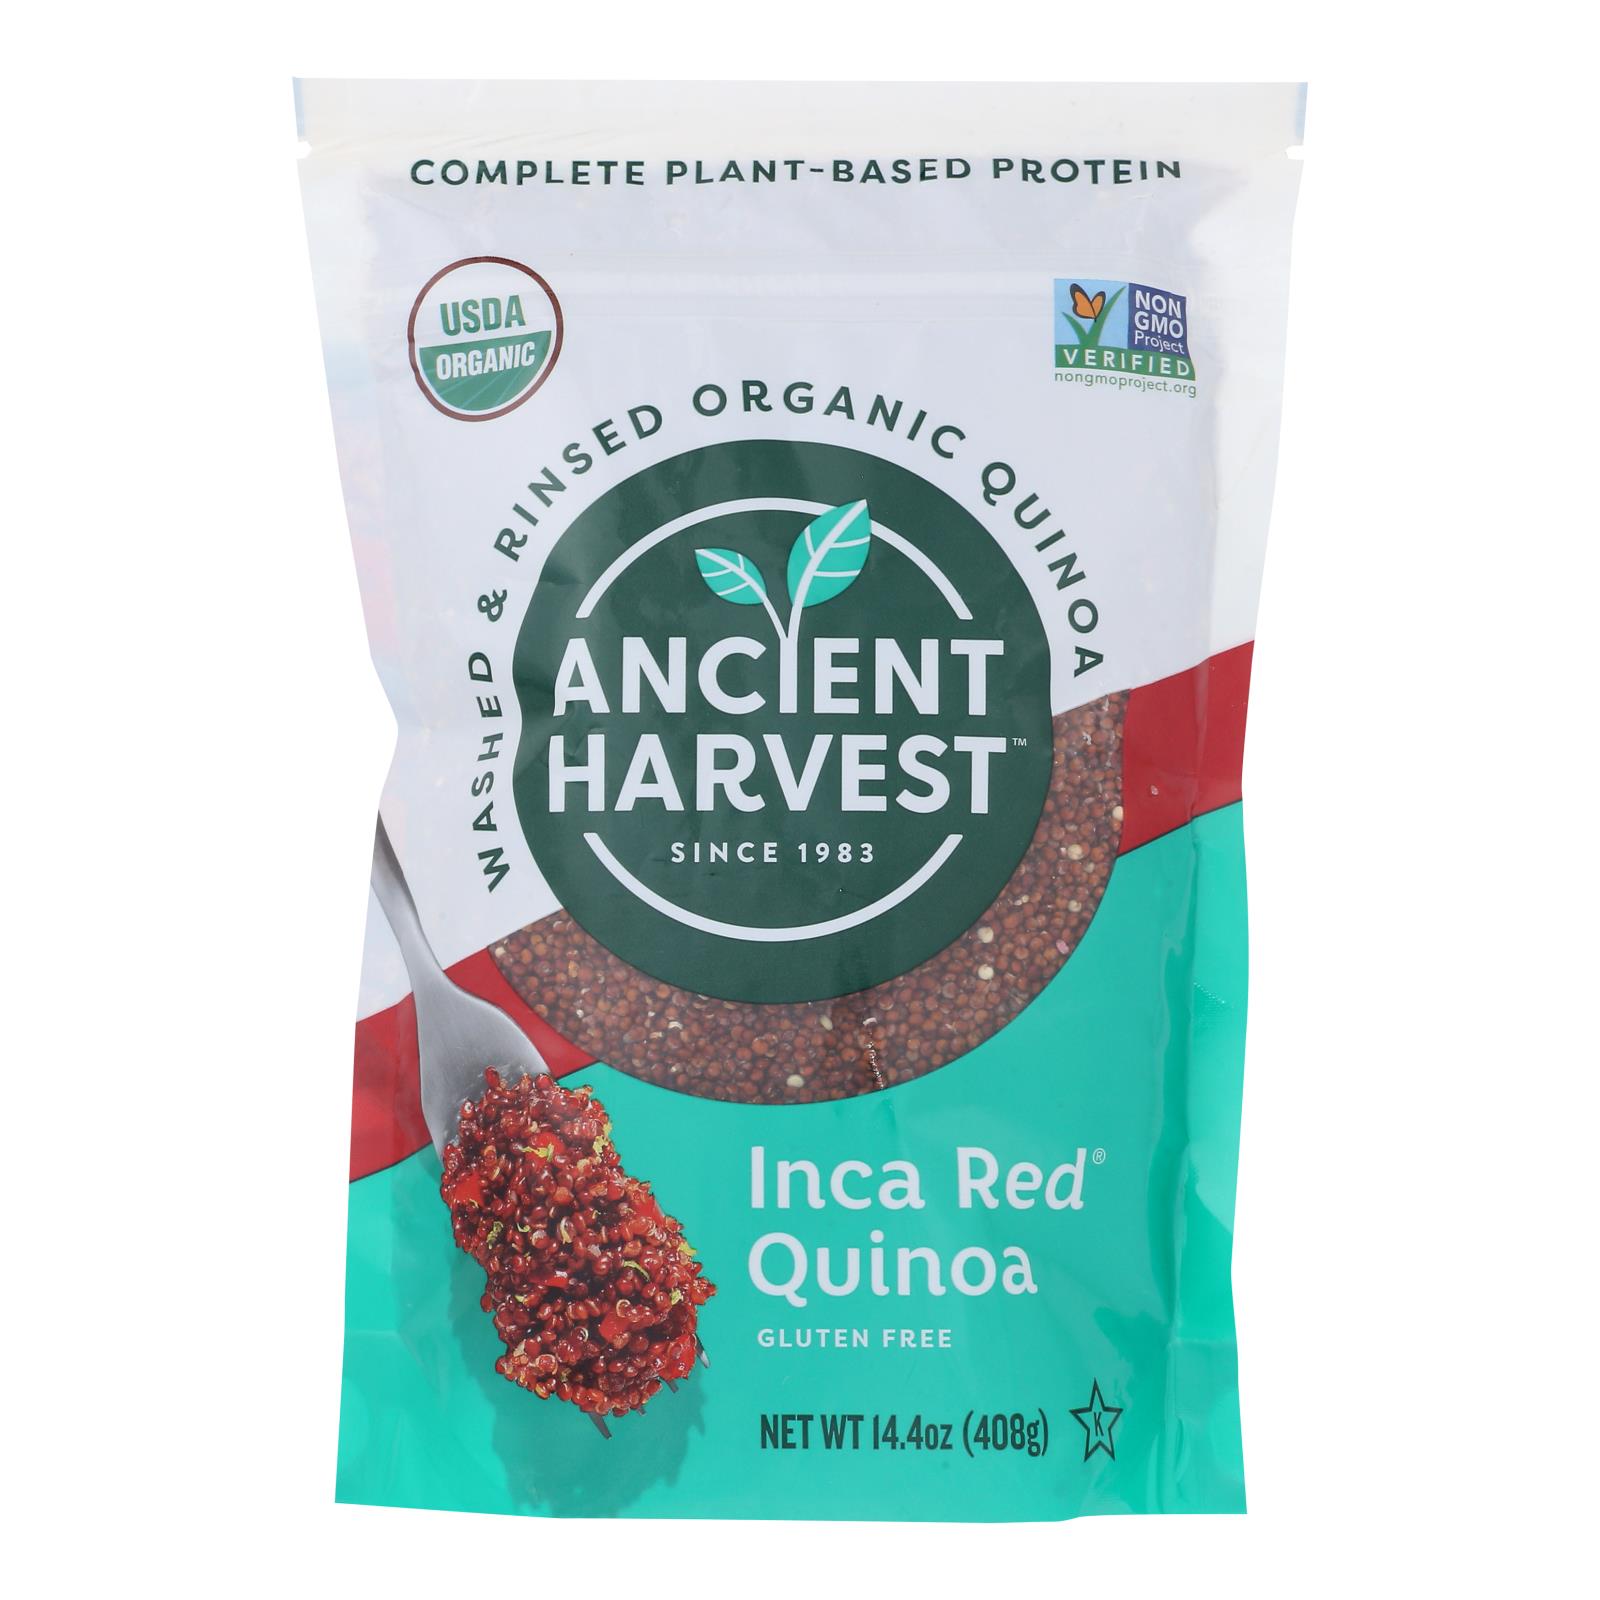 COMPLETE PLANT-BASED PROTEIN
USDA
ORGANIC
NON
GMO
Project
VERIFIED
nongmoproject.org
WASHED & RINSED ORGANIC QUINOA
ANCIENT
HARVEST™
SINCE 1983
Inca Red®
Quinoa
GLUTEN FREE
NET WT 14.4oz (408g)
K